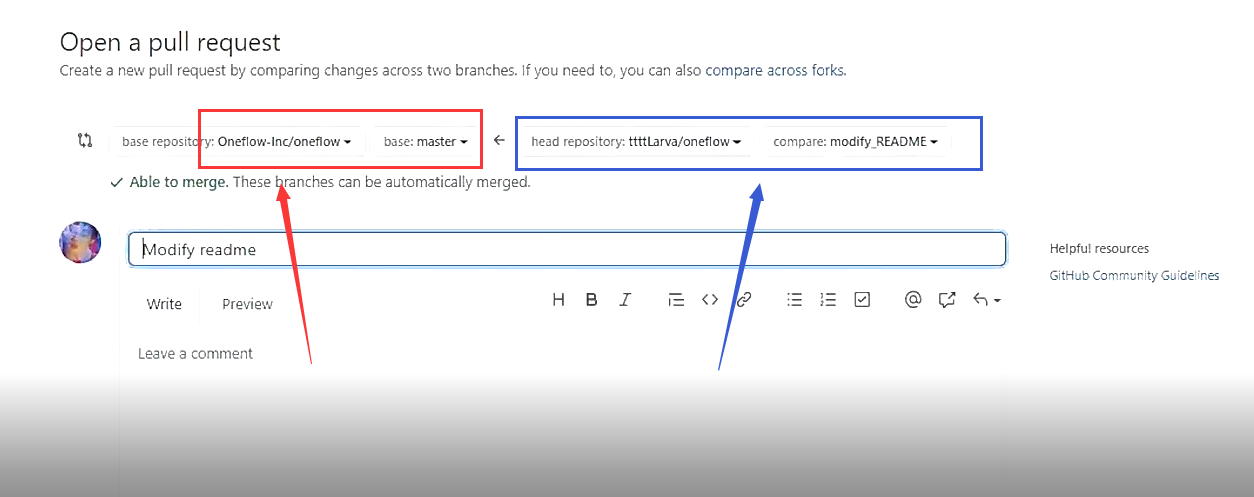 Open a pull request
Create a new pull request by comparing changes across two branches. If you need to, you can also compare across forks.
base repository: Oneflow-Inc/oneflow base: master ← head repository: ttttLarva/oneflow compare: modify_README
Able to merge. These branches can be automatically merged.
Modify readme
Helpful resources
GitHub Community Guidelines
Write Preview H B I
Leave a comment